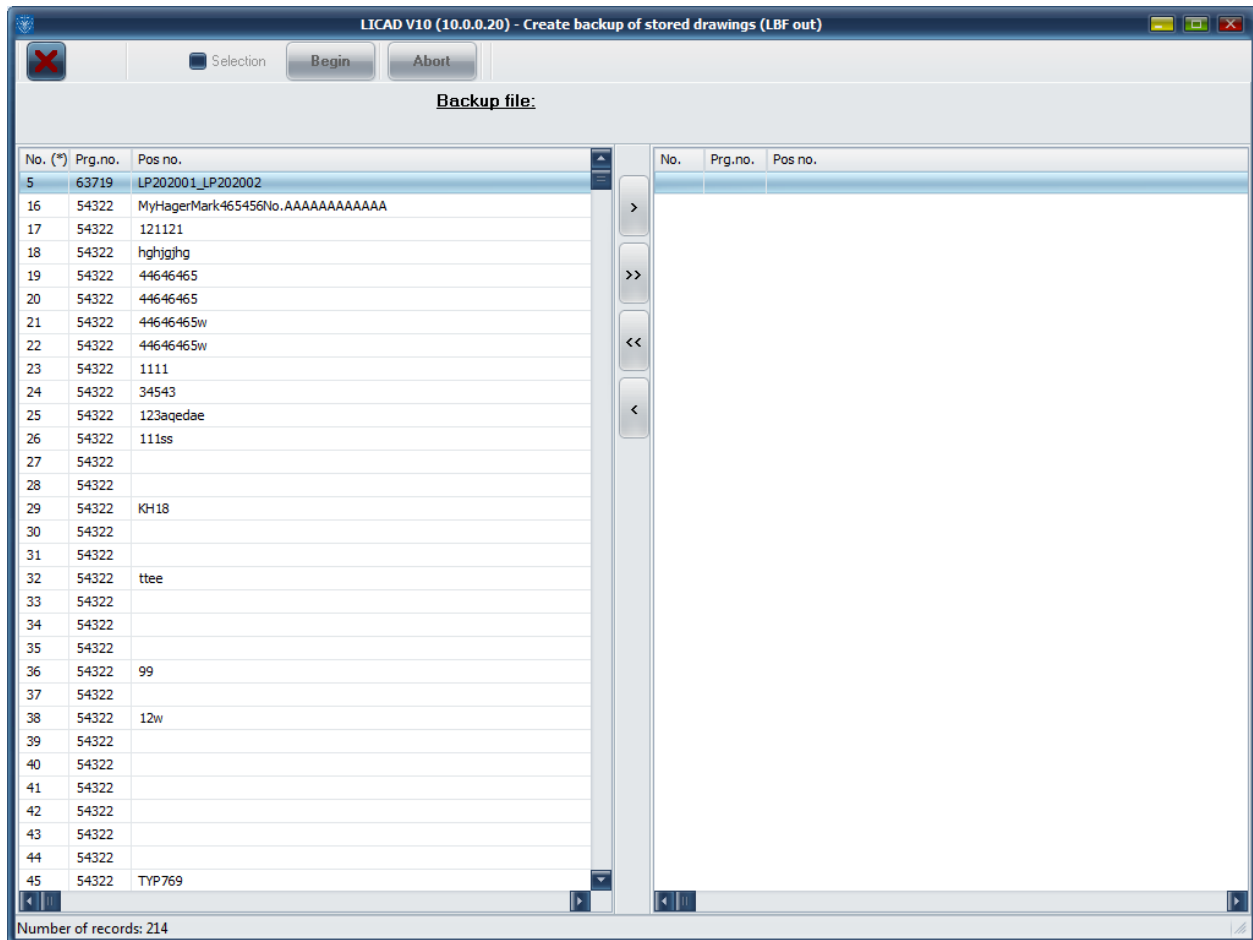 LICAD V10 (10.0.0.20) - Create backup of stored drawings (LBF out)
Selection Begin Abort
Backup file:
No. (*) Prg.no. Pos no.
5 63719 LP202001_LP202002
16 54322 MyHagerMark465456No.AAAAAAAAAAAA
17 54322 121121
18 54322 hghjgjhg
19 54322 44646465
20 54322 44646465
21 54322 44646465w
22 54322 44646465w
23 54322 1111
24 54322 34543
25 54322 123aqedae
26 54322 111ss
27 54322
28 54322
29 54322 KH18
30 54322
31 54322
32 54322 ttee
33 54322
34 54322
35 54322
36 54322 99
37 54322
38 54322 12w
39 54322
40 54322
41 54322
42 54322
43 54322
44 54322
45 54322 TYP769
>
>>
<<
<
No. Prg.no. Pos no.
Number of records: 214